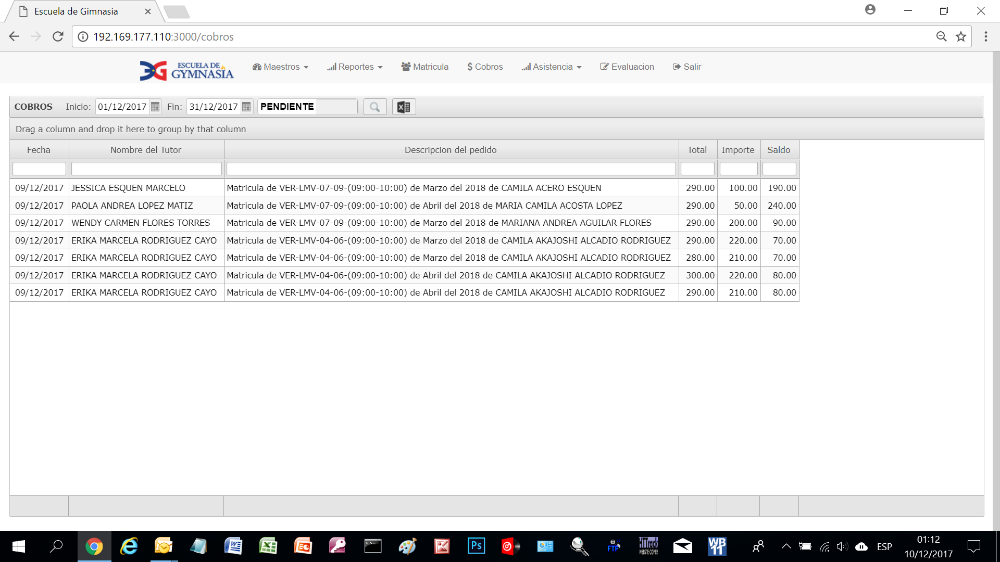 Escuela de Gimnasia
192.169.177.110:3000/cobros
ESCUELA DE GYMNASIA
Maestros Reportes Matricula $ Cobros Asistencia Evaluacion Salir
COBROS Inicio: 01/12/2017 Fin: 31/12/2017 PENDIENTE
Drag a column and drop it here to group by that column
Fecha Nombre del Tutor Descripcion del pedido Total Importe Saldo
09/12/2017 JESSICA ESQUEN MARCELO Matricula de VER-LMV-07-09-(09:00-10:00) de Marzo del 2018 de CAMILA ACERO ESQUEN 290.00 100.00 190.00
09/12/2017 PAOLA ANDREA LOPEZ MATIZ Matricula de VER-LMV-07-09-(09:00-10:00) de Abril del 2018 de MARIA CAMILA ACOSTA LOPEZ 290.00 50.00 240.00
09/12/2017 WENDY CARMEN FLORES TORRES Matricula de VER-LMV-07-09-(09:00-10:00) de Marzo del 2018 de MARIANA ANDREA AGUILAR FLORES 290.00 200.00 90.00
09/12/2017 ERIKA MARCELA RODRIGUEZ CAYO Matricula de VER-LMV-04-06-(09:00-10:00) de Marzo del 2018 de CAMILA AKAJOSHI ALCADIO RODRIGUEZ 290.00 220.00 70.00
09/12/2017 ERIKA MARCELA RODRIGUEZ CAYO Matricula de VER-LMV-04-06-(09:00-10:00) de Marzo del 2018 de CAMILA AKAJOSHI ALCADIO RODRIGUEZ 280.00 210.00 70.00
09/12/2017 ERIKA MARCELA RODRIGUEZ CAYO Matricula de VER-LMV-04-06-(09:00-10:00) de Abril del 2018 de CAMILA AKAJOSHI ALCADIO RODRIGUEZ 300.00 220.00 80.00
09/12/2017 ERIKA MARCELA RODRIGUEZ CAYO Matricula de VER-LMV-04-06-(09:00-10:00) de Abril del 2018 de CAMILA AKAJOSHI ALCADIO RODRIGUEZ 290.00 210.00 80.00
Ps FTP HTTrack WEBSITE COPIER WB 11 ESP 01:12
10/12/2017